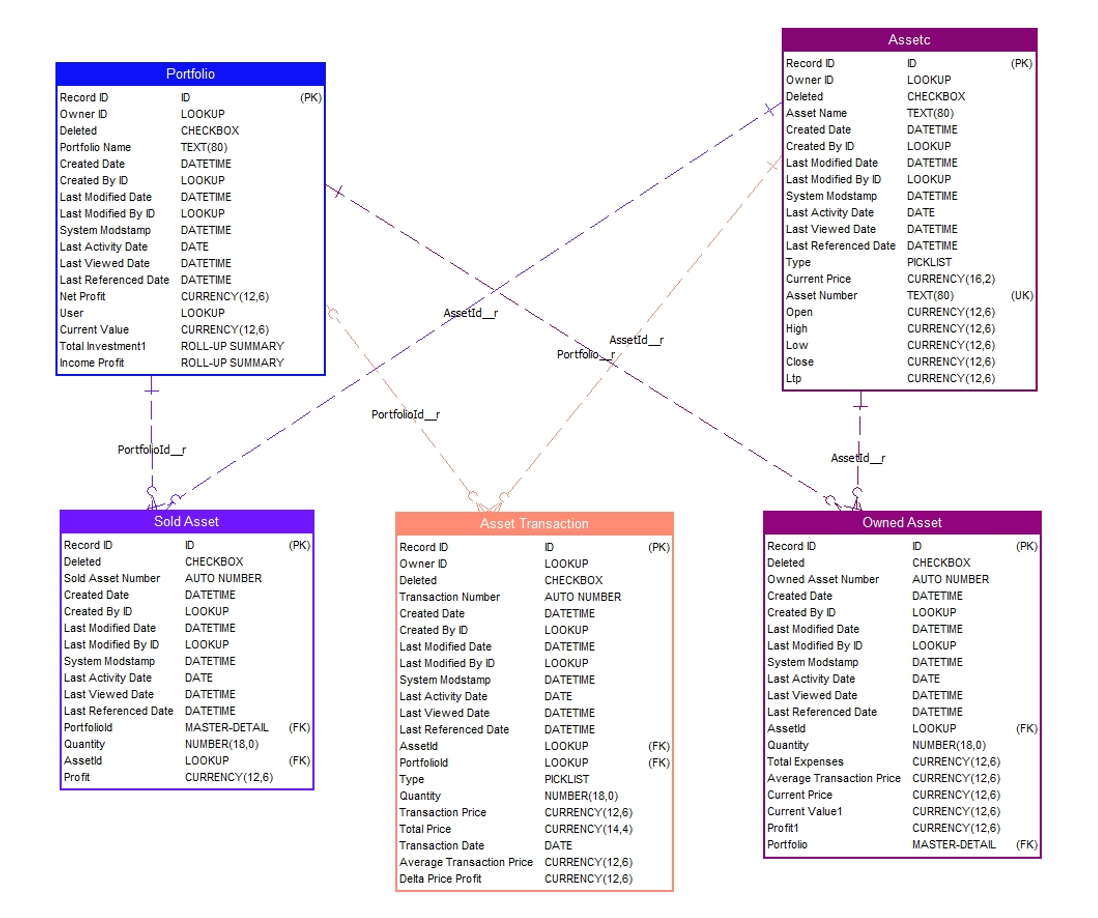 Portfolio
Record ID ID (PK)
Owner ID LOOKUP
Deleted CHECKBOX
Portfolio Name TEXT(80)
Created Date DATETIME
Created By ID LOOKUP
Last Modified Date DATETIME
Last Modified By ID LOOKUP
System Modstamp DATETIME
Last Activity Date DATE
Last Viewed Date DATETIME
Last Referenced Date DATETIME
Net Profit CURRENCY(12,6)
User LOOKUP
Current Value CURRENCY(12,6)
Total Investment1 ROLL-UP SUMMARY
Income Profit ROLL-UP SUMMARY
Assetc
Record ID ID (PK)
Owner ID LOOKUP
Deleted CHECKBOX
Asset Name TEXT(80)
Created Date DATETIME
Created By ID LOOKUP
Last Modified Date DATETIME
Last Modified By ID LOOKUP
System Modstamp DATETIME
Last Activity Date DATE
Last Viewed Date DATETIME
Last Referenced Date DATETIME
Type PICKLIST
Current Price CURRENCY(16,2)
Asset Number TEXT(80) (UK)
Open CURRENCY(12,6)
High CURRENCY(12,6)
Low CURRENCY(12,6)
Close CURRENCY(12,6)
Ltp CURRENCY(12,6)
AssetId__r
AssetId__r
Portfolio__r
PortfolioId__r
PortfolioId__r
AssetId__r
Sold Asset
Record ID ID (PK)
Deleted CHECKBOX
Sold Asset Number AUTO NUMBER
Created Date DATETIME
Created By ID LOOKUP
Last Modified Date DATETIME
Last Modified By ID LOOKUP
System Modstamp DATETIME
Last Activity Date DATE
Last Viewed Date DATETIME
Last Referenced Date DATETIME
PortfolioId MASTER-DETAIL (FK)
Quantity NUMBER(18,0)
AssetId LOOKUP (FK)
Profit CURRENCY(12,6)
Asset Transaction
Record ID ID (PK)
Owner ID LOOKUP
Deleted CHECKBOX
Transaction Number AUTO NUMBER
Created Date DATETIME
Created By ID LOOKUP
Last Modified Date DATETIME
Last Modified By ID LOOKUP
System Modstamp DATETIME
Last Activity Date DATE
Last Viewed Date DATETIME
Last Referenced Date DATETIME
AssetId LOOKUP (FK)
PortfolioId LOOKUP (FK)
Type PICKLIST
Quantity NUMBER(18,0)
Transaction Price CURRENCY(12,6)
Total Price CURRENCY(14,4)
Transaction Date DATE
Average Transaction Price CURRENCY(12,6)
Delta Price Profit CURRENCY(12,6)
Owned Asset
Record ID ID (PK)
Deleted CHECKBOX
Owned Asset Number AUTO NUMBER
Created Date DATETIME
Created By ID LOOKUP
Last Modified Date DATETIME
Last Modified By ID LOOKUP
System Modstamp DATETIME
Last Activity Date DATE
Last Viewed Date DATETIME
Last Referenced Date DATETIME
AssetId LOOKUP (FK)
Quantity NUMBER(18,0)
Total Expenses CURRENCY(12,6)
Average Transaction Price CURRENCY(12,6)
Current Price CURRENCY(12,6)
Current Value1 CURRENCY(12,6)
Profit1 CURRENCY(12,6)
Portfolio MASTER-DETAIL (FK)